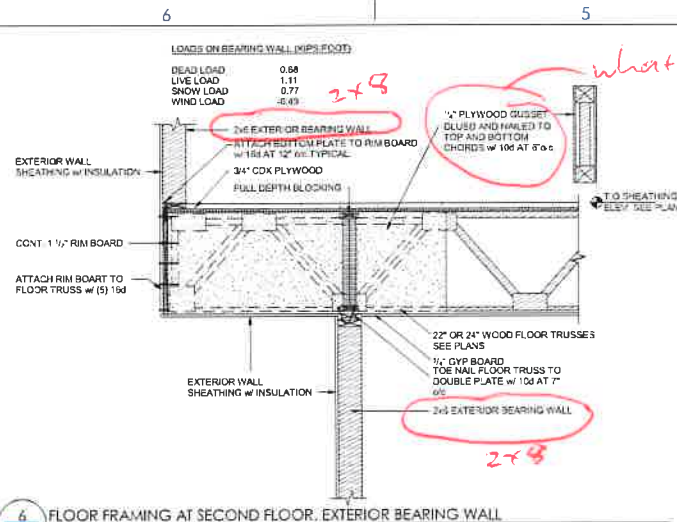 6
5
LOADS ON BEARING WALL (KIPS/FOOT)
DEAD LOAD 0.68
LIVE LOAD 1.11
SNOW LOAD 0.77
WIND LOAD -0.49
2x8
what
2x6 EXTERIOR BEARING WALL
ATTACH BOTTOM PLATE TO RIM BOARD
w/ 16d AT 12" o/c TYPICAL
3/4" CDX PLYWOOD
FULL DEPTH BLOCKING
PLYWOOD GUSSET
GLUED AND NAILED TO
TOP AND BOTTOM
CHORDS w/ 10d AT 6" o/c
EXTERIOR WALL
SHEATHING w/ INSULATION
T.O SHEATHING
ELEV. SEE PLAN
CONT. 1 1/2" RIM BOARD
ATTACH RIM BOART TO
FLOOR TRUSS w/ (5) 16d
22" OR 24" WOOD FLOOR TRUSSES
SEE PLANS
GYP BOARD
TOE NAIL FLOOR TRUSS TO
DOUBLE PLATE w/ 10d AT 7"
o/c
EXTERIOR WALL
SHEATHING w/ INSULATION
2x6 EXTERIOR BEARING WALL
2x8
6 FLOOR FRAMING AT SECOND FLOOR, EXTERIOR BEARING WALL